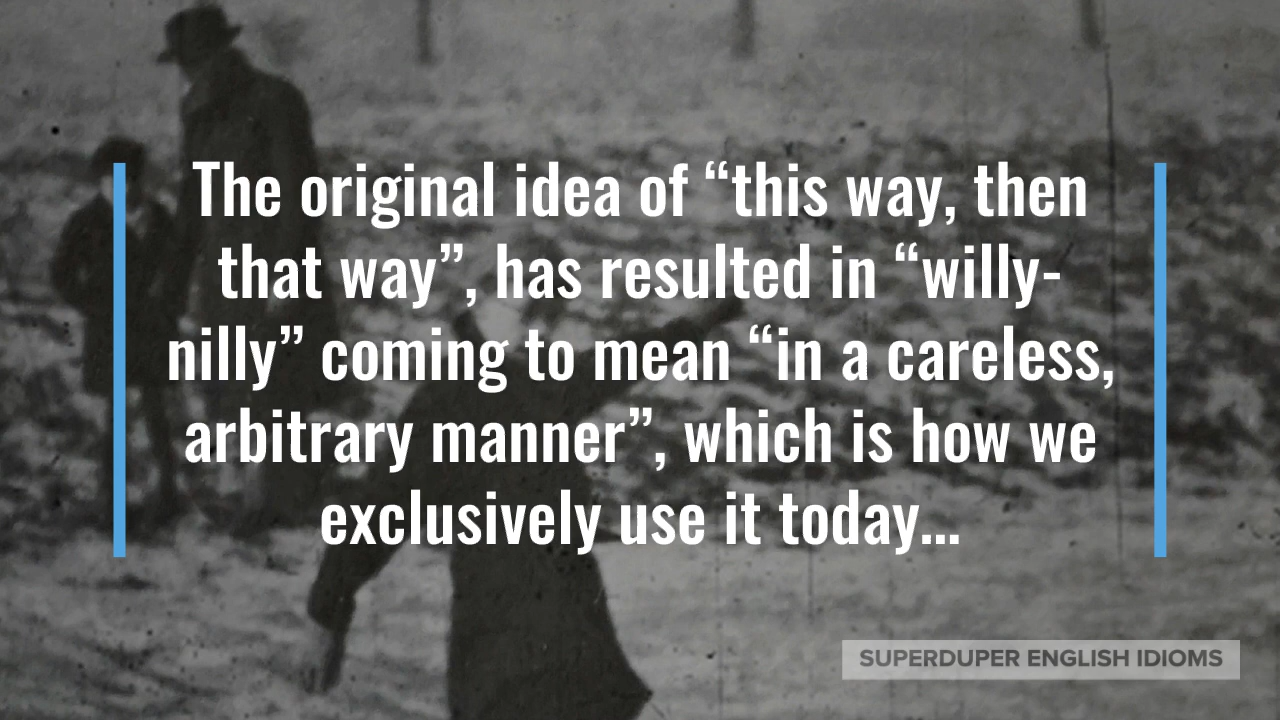 The original idea of “this way, then
that way”, has resulted in “willy-
nilly” coming to mean “in a careless,
arbitrary manner”, which is how we
exclusively use it today...
SUPERDUPER ENGLISH IDIOMS